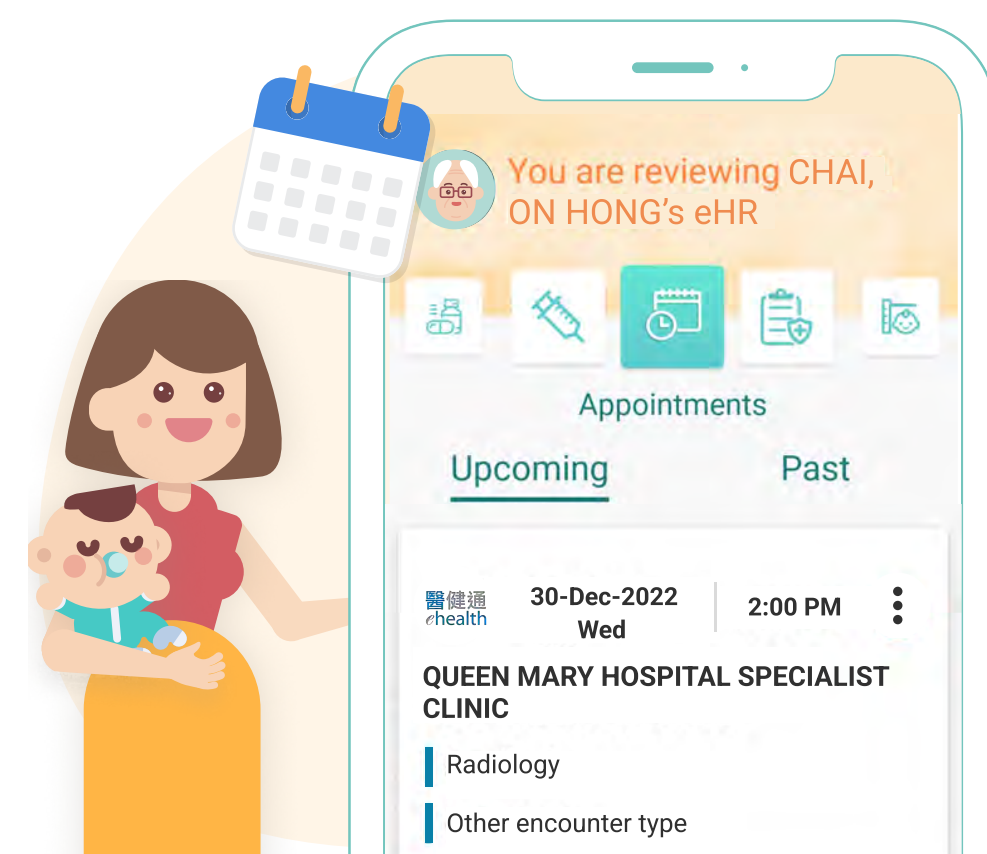 You are reviewing CHAI,
ON HONG’s eHR
Appointments
Upcoming Past
醫健通
ehealth
30-Dec-2022
Wed
2:00 PM
QUEEN MARY HOSPITAL SPECIALIST
CLINIC
Radiology
Other encounter type